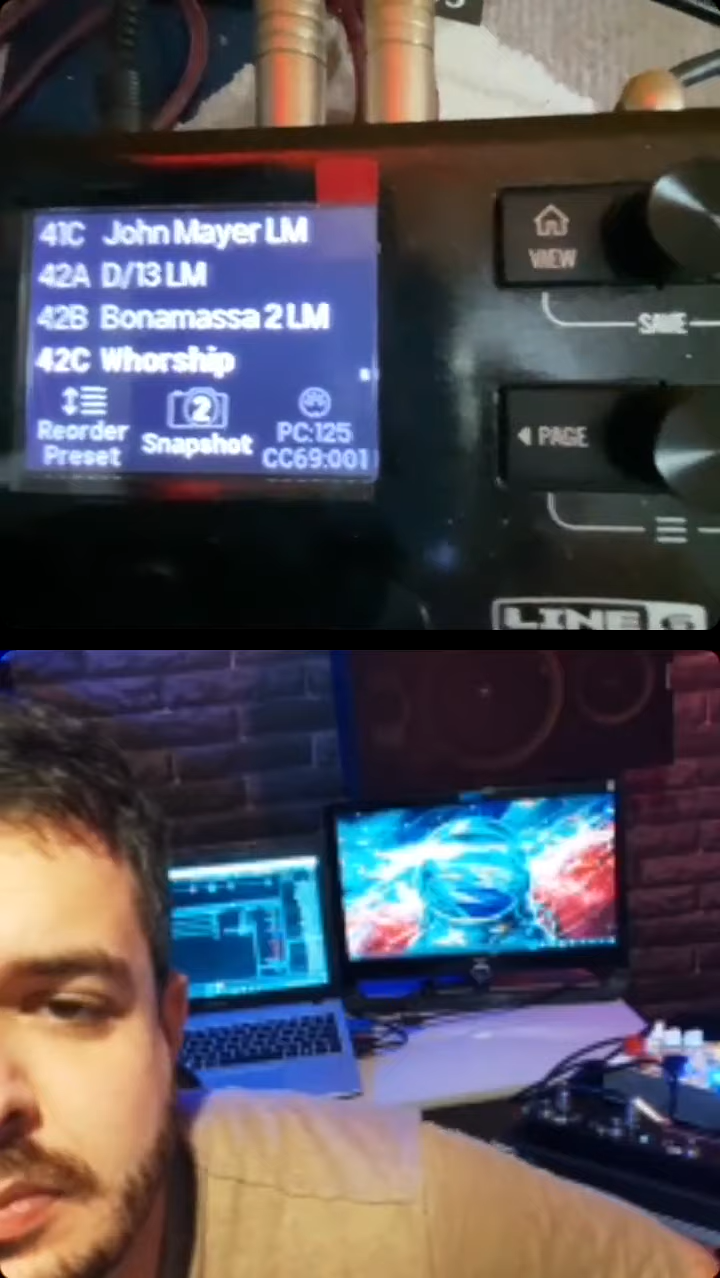 41C John Mayer LM
42A D/13 LM
42B Bonamassa 2 LM
42C Whorship
Reorder Preset
2
Snapshot
PC:125
CC69:001
VIEW
SAVE
PAGE
LINE 6